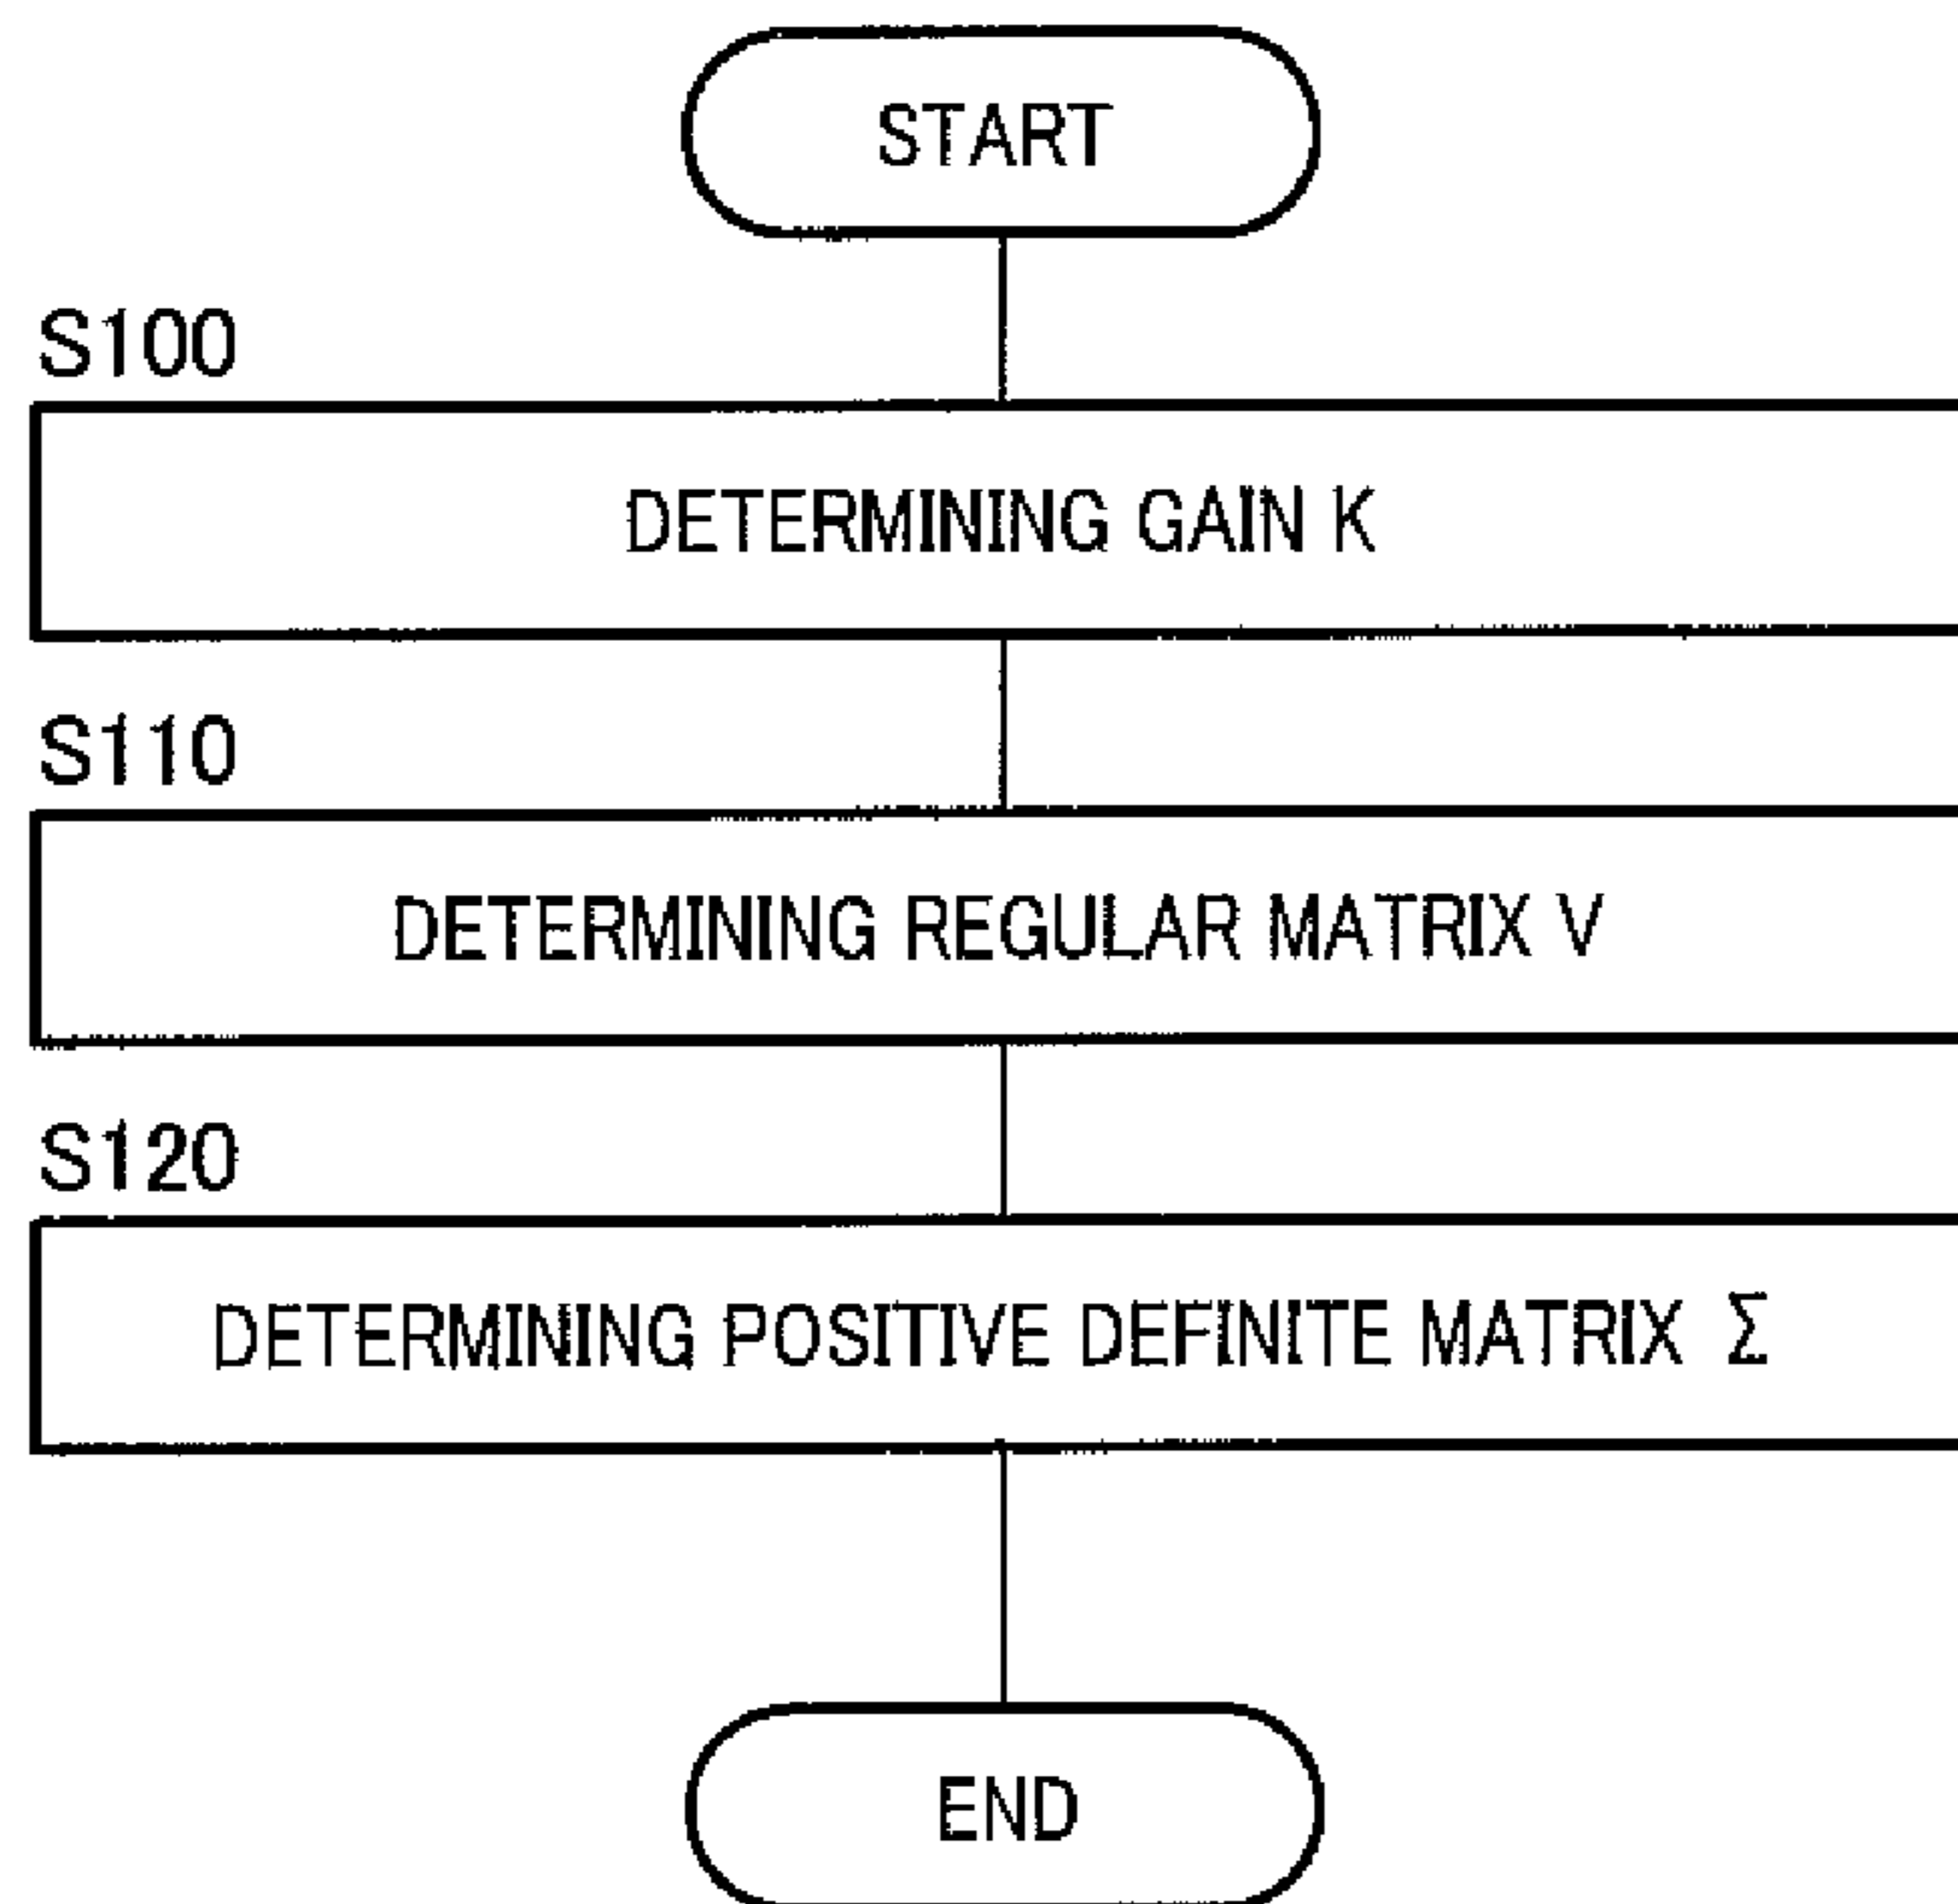 START
S100
DETERMINING GAIN K
S110
DETERMINING REGULAR MATRIX V
S120
DETERMINING POSITIVE DEFINITE MATRIX Σ
END